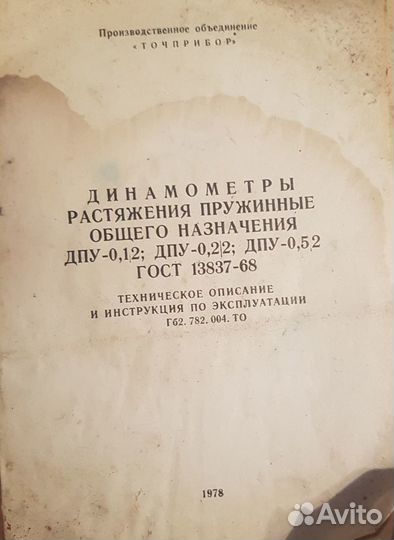 Производственное объединение
«ТОЧПРИБОР»
ДИНАМОМЕТРЫ
РАСТЯЖЕНИЯ ПРУЖИННЫЕ
ОБЩЕГО НАЗНАЧЕНИЯ
ДПУ-0,1/2; ДПУ-0,2/2; ДПУ-0,5/2
ГОСТ 13837-68
ТЕХНИЧЕСКОЕ ОПИСАНИЕ
И ИНСТРУКЦИЯ ПО ЭКСПЛУАТАЦИИ
Гб2. 782. 004. ТО
1978
Avito